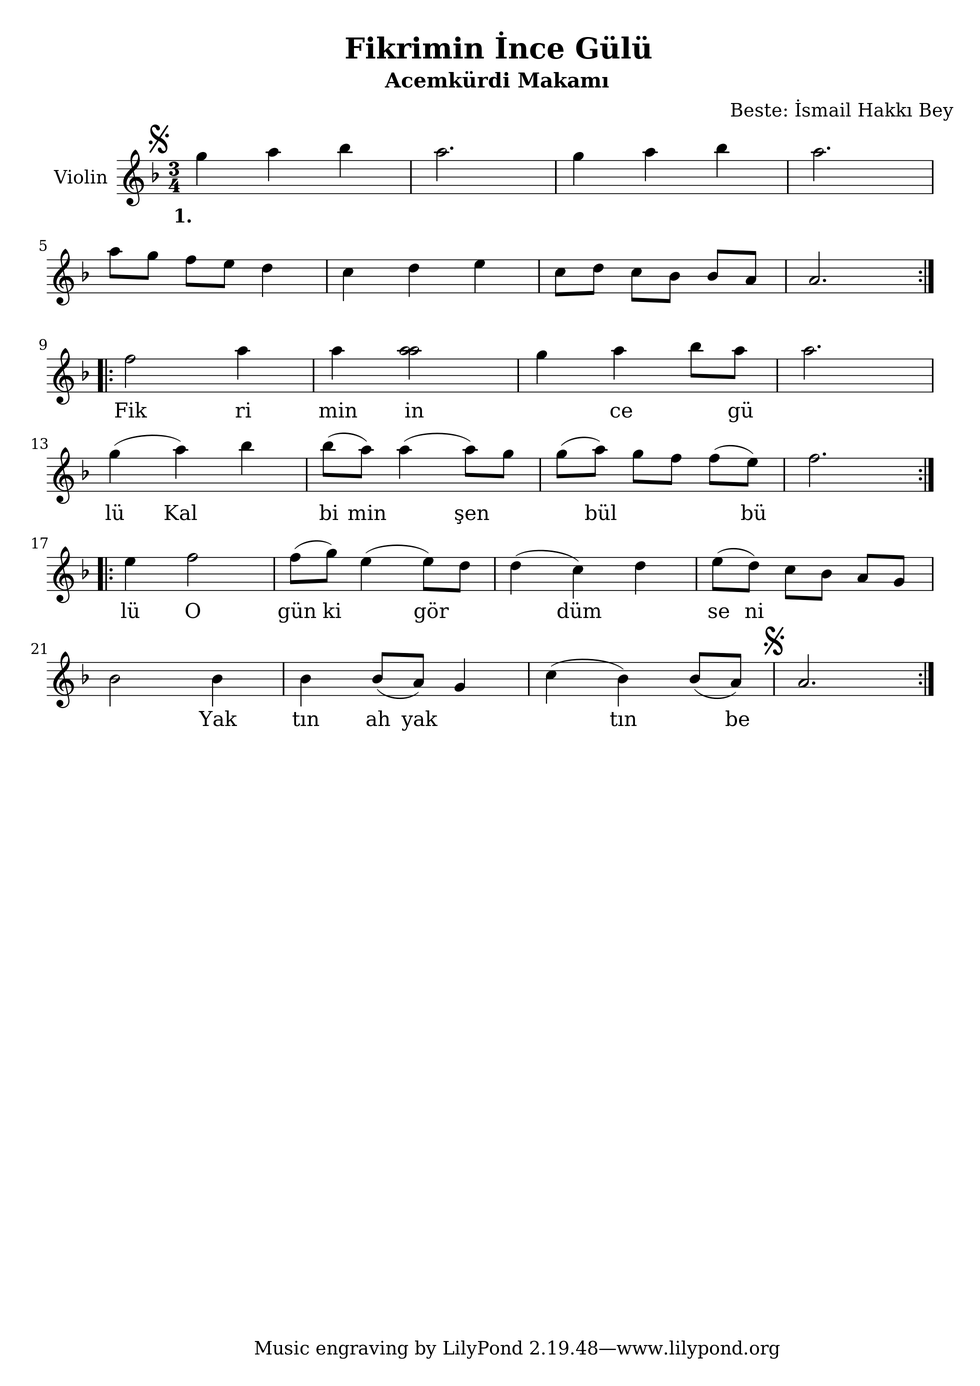 Fikrimin İnce Gülü
Acemkürdi Makamı
Beste: İsmail Hakkı Bey
Violin
3
4
1.
5
9
Fik ri min in ce gü
13
lü Kal bi min şen bül bü
17
lü O gün ki gör düm se ni
21
Yak tın ah yak tın be
Music engraving by LilyPond 2.19.48—www.lilypond.org